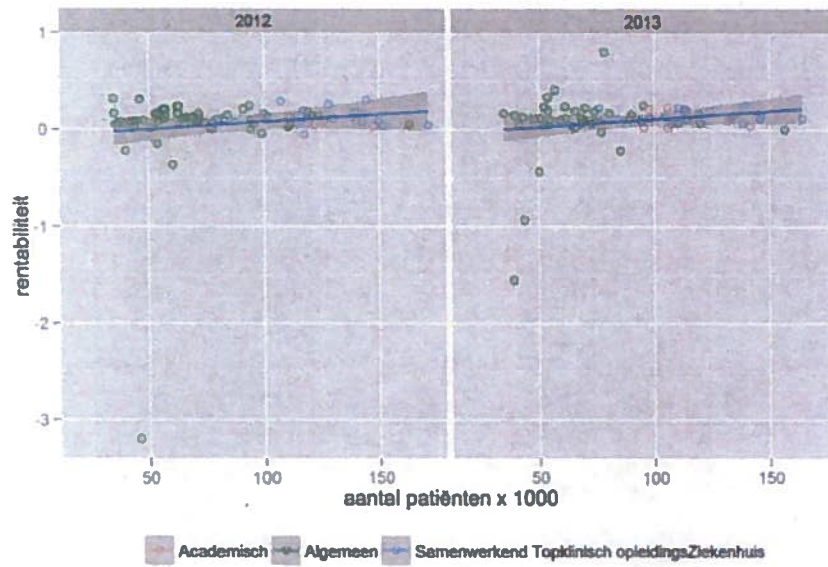 2012 2013
1
0
-1
-2
-3
50 100 150 50 100 150
rentabiliteit
aantal patiënten x 1000
Academisch Algemeen Samenwerkend Topklinisch opleidingsZiekenhuis